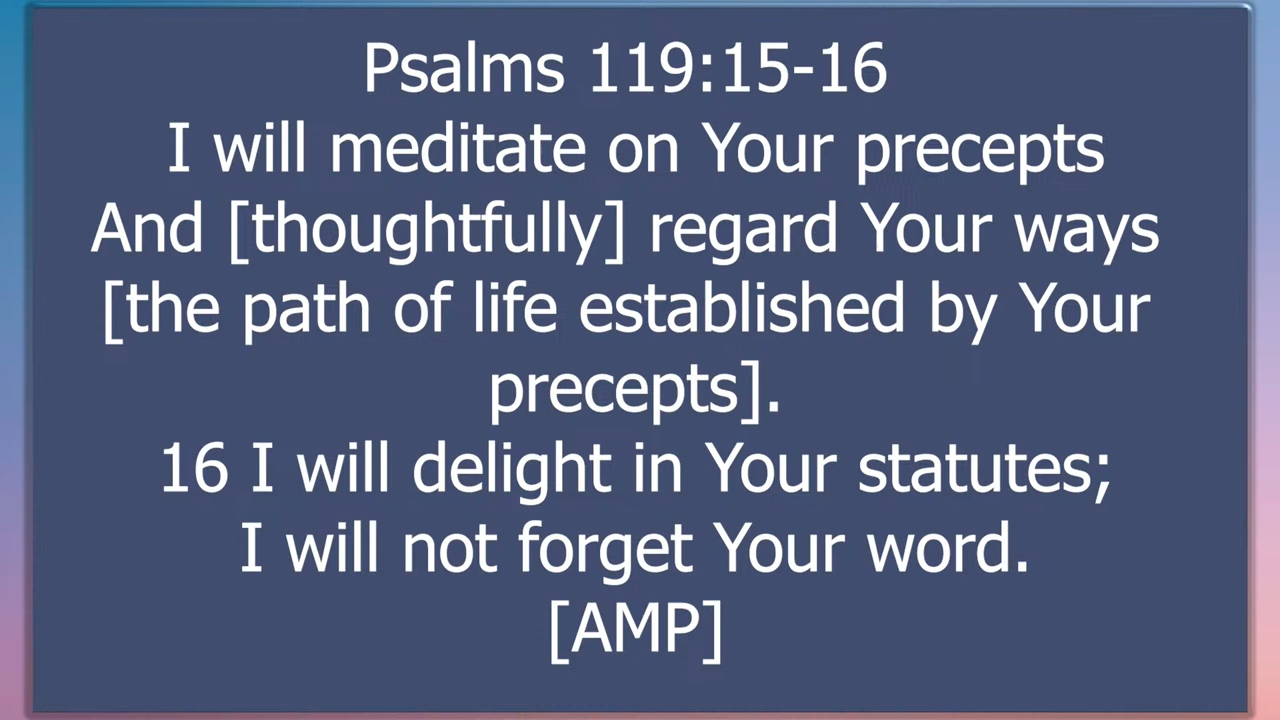 Psalms 119:15-16
I will meditate on Your precepts
And [thoughtfully] regard Your ways
[the path of life established by Your
precepts].
16 I will delight in Your statutes;
I will not forget Your word.
[AMP]